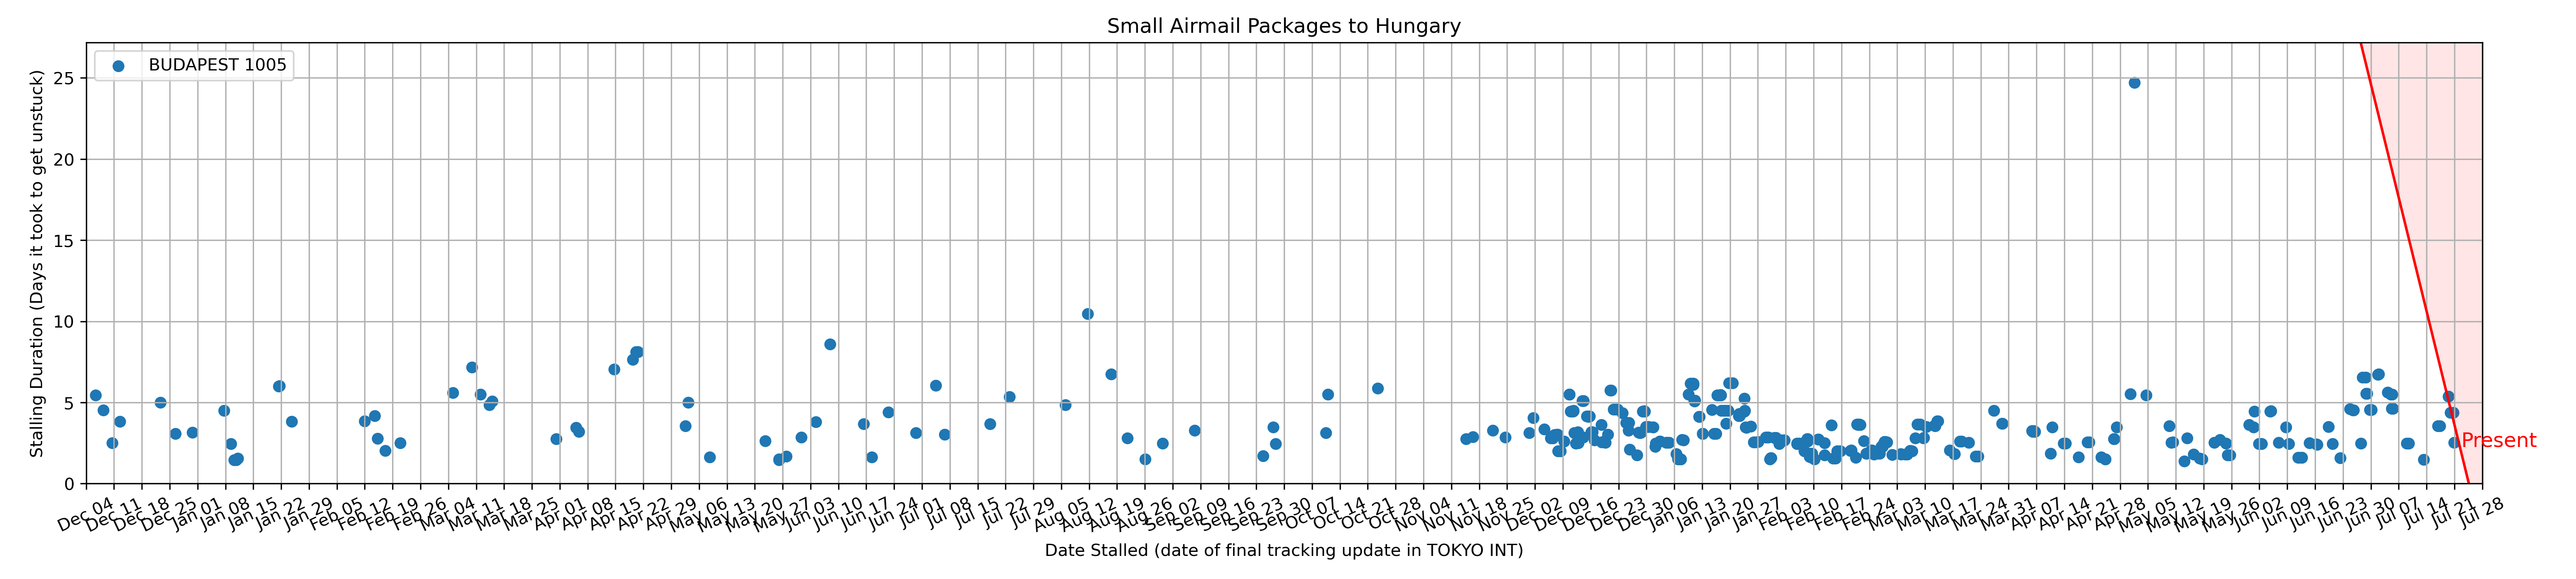 Small Airmail Packages to Hungary
BUDAPEST 1005
Stalling Duration (Days it took to get unstuck)
25
20
15
10
5
0
Present
Dec 04
Dec 11
Dec 18
Dec 25
Jan 01
Jan 08
Jan 15
Jan 22
Jan 29
Feb 05
Feb 12
Feb 19
Feb 26
Mar 04
Mar 11
Mar 18
Mar 25
Apr 01
Apr 08
Apr 15
Apr 22
Apr 29
May 06
May 13
May 20
May 27
Jun 03
Jun 10
Jun 17
Jun 24
Jul 01
Jul 08
Jul 15
Jul 22
Jul 29
Aug 05
Aug 12
Aug 19
Aug 26
Sep 02
Sep 09
Sep 16
Sep 23
Sep 30
Oct 07
Oct 14
Oct 21
Oct 28
Nov 04
Nov 11
Nov 18
Nov 25
Dec 02
Dec 09
Dec 16
Dec 23
Dec 30
Jan 06
Jan 13
Jan 20
Jan 27
Feb 03
Feb 10
Feb 17
Feb 24
Mar 03
Mar 10
Mar 17
Mar 24
Mar 31
Apr 07
Apr 14
Apr 21
Apr 28
May 05
May 12
May 19
May 26
Jun 02
Jun 09
Jun 16
Jun 23
Jun 30
Jul 07
Jul 14
Jul 21
Jul 28
Date Stalled (date of final tracking update in TOKYO INT)